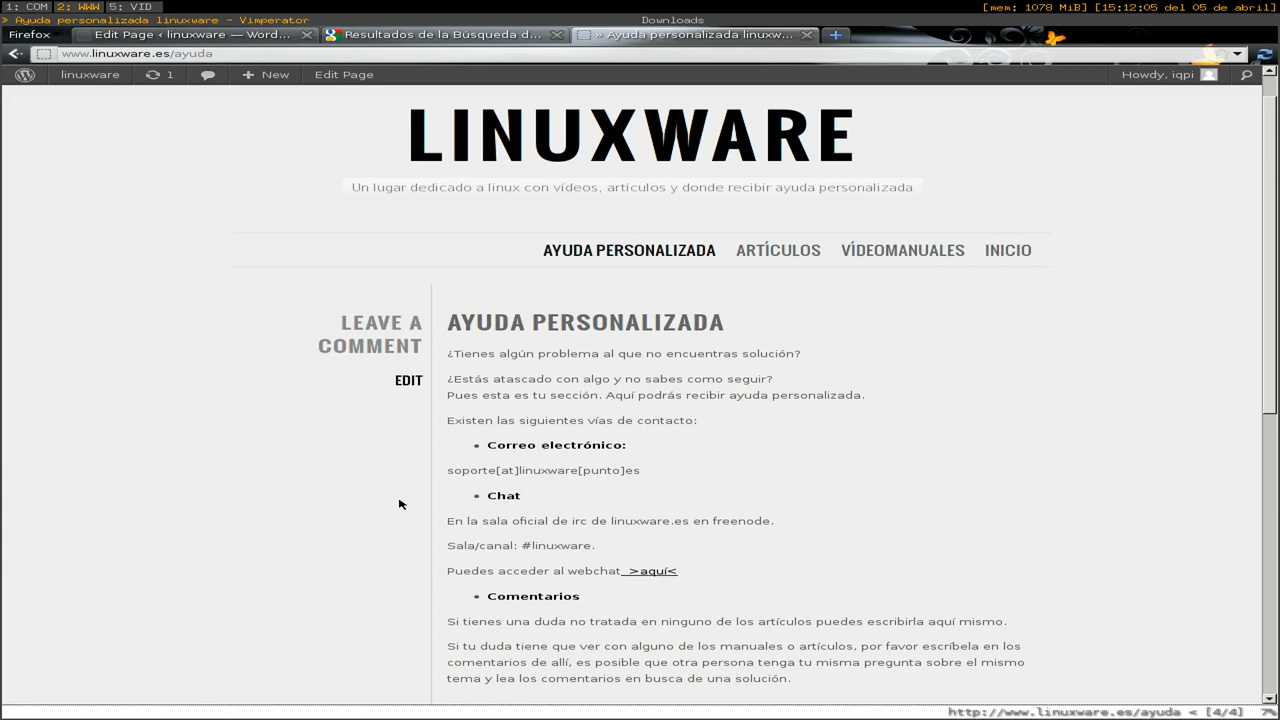 1: COM 2: WWW 5: VID [mem: 1078 MiB] [15:12:05 del 05 de abril]
> Ayuda personalizada linuxware - Vimperator Downloads
Firefox Edit Page ‹ linuxware — Word... Resultados de la Búsqueda d... » Ayuda personalizada linuxw...
www.linuxware.es/ayuda
linuxware 1 New Edit Page Howdy, iqpi
LINUXWARE
Un lugar dedicado a linux con vídeos, artículos y donde recibir ayuda personalizada
AYUDA PERSONALIZADA ARTÍCULOS VÍDEOMANUALES INICIO
LEAVE A
COMMENT
EDIT
AYUDA PERSONALIZADA
¿Tienes algún problema al que no encuentras solución?
¿Estás atascado con algo y no sabes como seguir?
Pues esta es tu sección. Aquí podrás recibir ayuda personalizada.
Existen las siguientes vías de contacto:
• Correo electrónico:
soporte[at]linuxware[punto]es
• Chat
En la sala oficial de irc de linuxware.es en freenode.
Sala/canal: #linuxware.
Puedes acceder al webchat >aquí<
• Comentarios
Si tienes una duda no tratada en ninguno de los artículos puedes escribirla aquí mismo.
Si tu duda tiene que ver con alguno de los manuales o artículos, por favor escríbela en los
comentarios de allí, es posible que otra persona tenga tu misma pregunta sobre el mismo
tema y lea los comentarios en busca de una solución.
http://www.linuxware.es/ayuda < [4/4] 7%